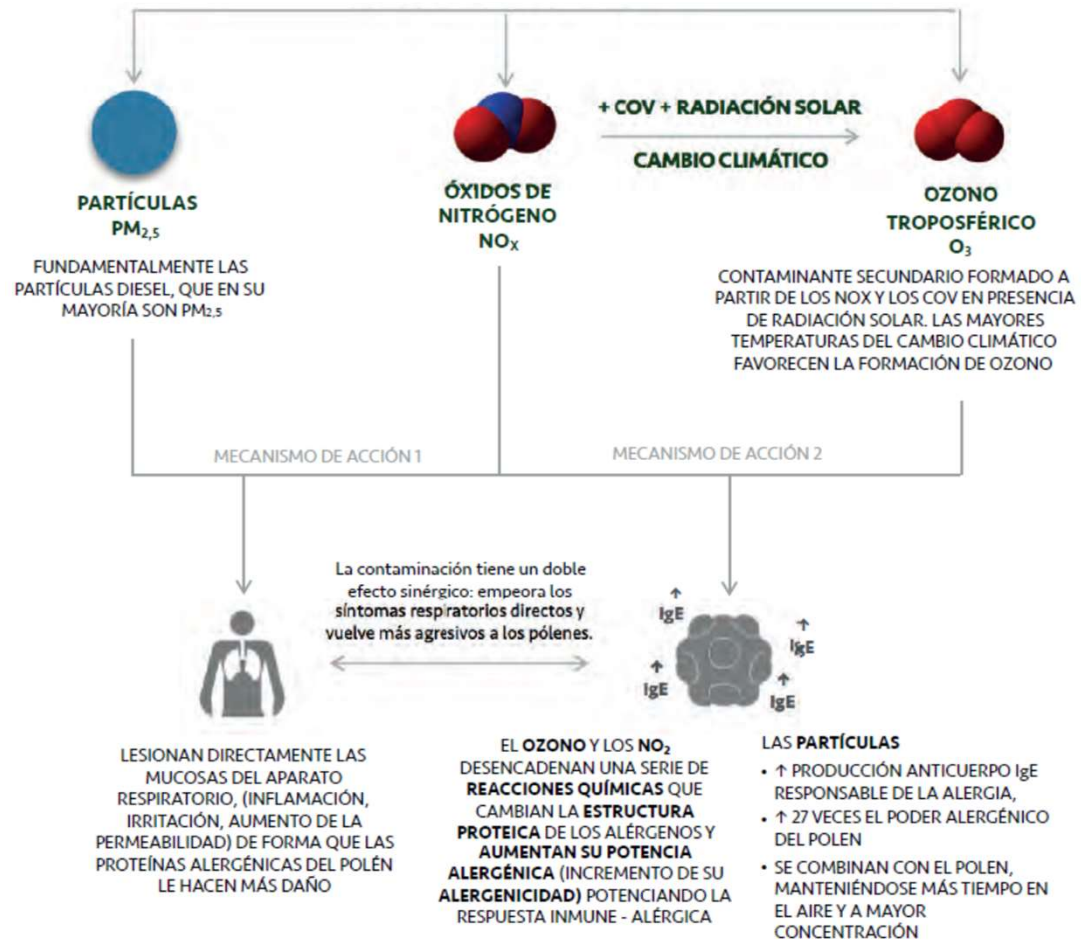 + COV + RADIACIÓN SOLAR
CAMBIO CLIMÁTICO
PARTÍCULAS
PM2,5
FUNDAMENTALMENTE LAS
PARTÍCULAS DIESEL, QUE EN SU
MAYORÍA SON PM2,5
ÓXIDOS DE
NITRÓGENO
NOX
OZONO
TROPOSFÉRICO
O3
CONTAMINANTE SECUNDARIO FORMADO A
PARTIR DE LOS NOX Y LOS COV EN PRESENCIA
DE RADIACIÓN SOLAR. LAS MAYORES
TEMPERATURAS DEL CAMBIO CLIMÁTICO
FAVORECEN LA FORMACIÓN DE OZONO
MECANISMO DE ACCIÓN 1
MECANISMO DE ACCIÓN 2
La contaminación tiene un doble
efecto sinérgico: empeora los
síntomas respiratorios directos y
vuelve más agresivos a los pólenes.
↑
IgE
↑
IgE
↑
IgE
↑
IgE
LESIONAN DIRECTAMENTE LAS
MUCOSAS DEL APARATO
RESPIRATORIO, (INFLAMACIÓN,
IRRITACIÓN, AUMENTO DE LA
PERMEABILIDAD) DE FORMA QUE LAS
PROTEÍNAS ALERGÉNICAS DEL POLÉN
LE HACEN MÁS DAÑO
EL OZONO Y LOS NO2
DESENCADENAN UNA SERIE DE
REACCIONES QUÍMICAS QUE
CAMBIAN LA ESTRUCTURA
PROTEICA DE LOS ALÉRGENOS Y
AUMENTAN SU POTENCIA
ALERGÉNICA (INCREMENTO DE SU
ALERGENICIDAD) POTENCIANDO LA
RESPUESTA INMUNE - ALÉRGICA
LAS PARTÍCULAS
• ↑ PRODUCCIÓN ANTICUERPO IgE
RESPONSABLE DE LA ALERGIA,
• ↑ 27 VECES EL PODER ALERGÉNICO
DEL POLEN
• SE COMBINAN CON EL POLEN,
MANTENIÉNDOSE MÁS TIEMPO EN
EL AIRE Y A MAYOR
CONCENTRACIÓN